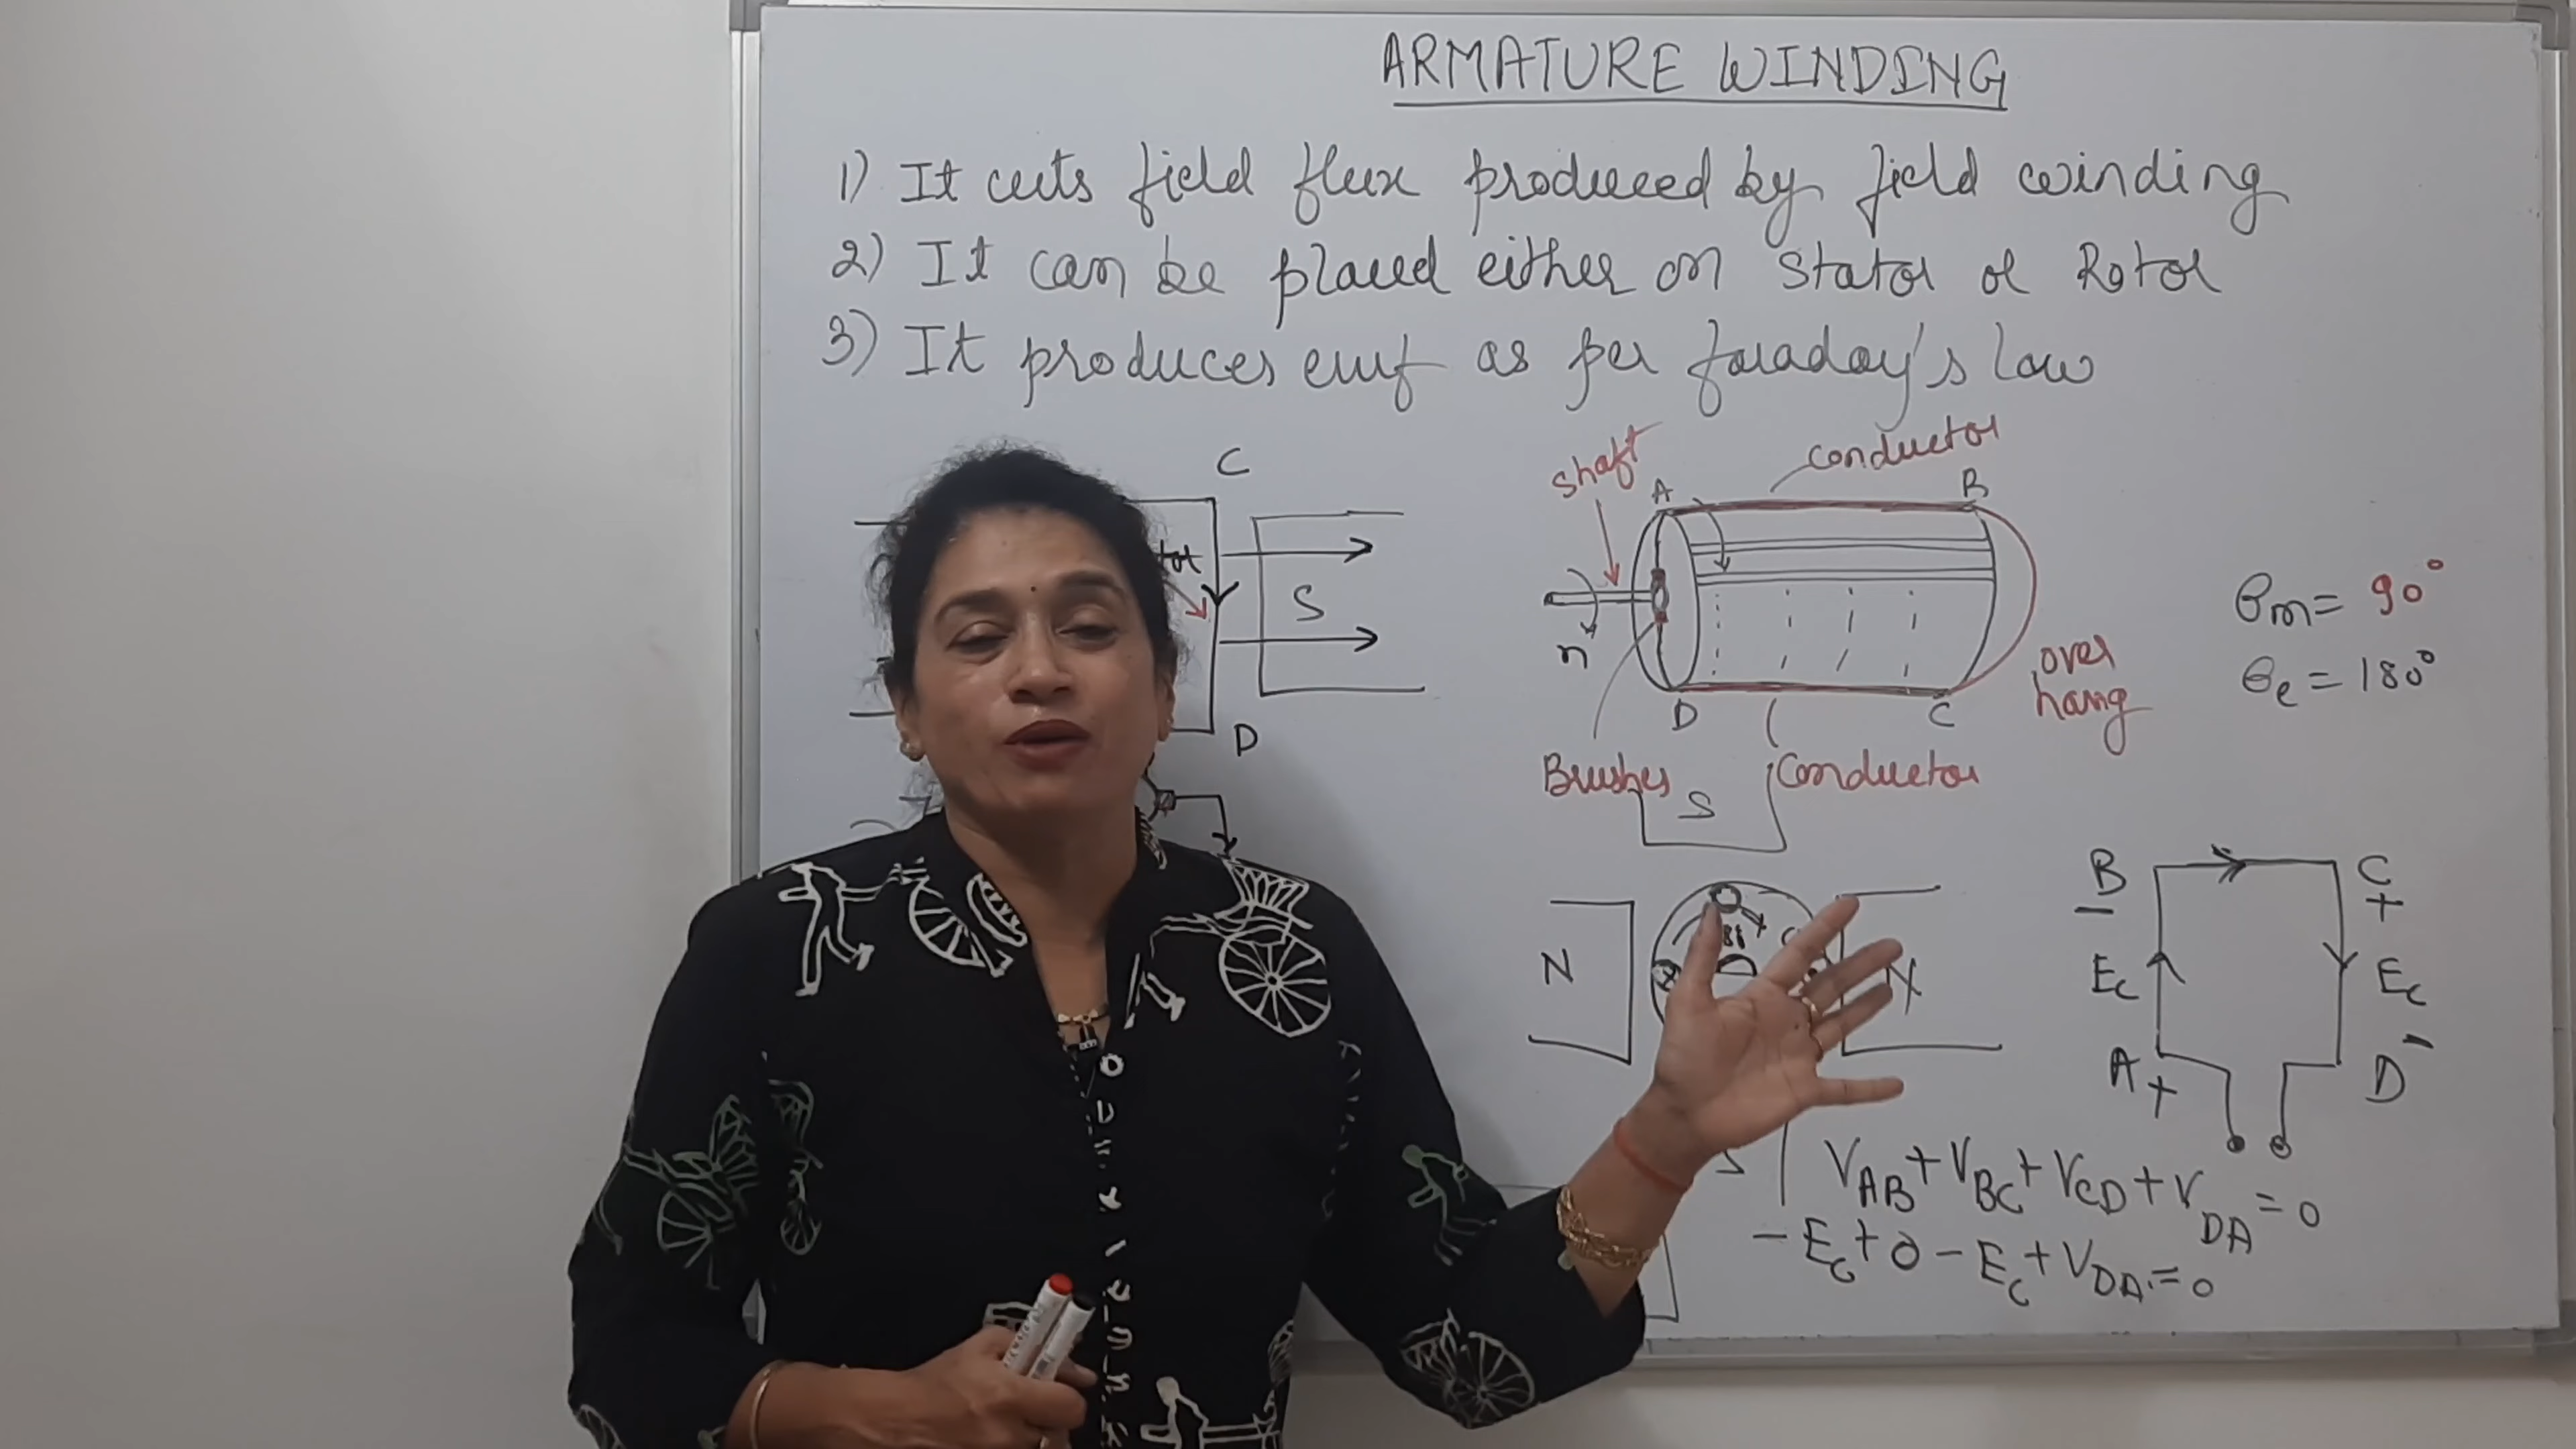 ARMATURE WINDING
1) It cuts field flux produced by field winding
2) It can be placed either on Stator or Rotor
3) It produces emf as per faraday's law
C
S
D
shaft
conductor
A
B
n
D
C
over
hang
Brushes
Conductor
S
θm = 90°
θe = 180°
N
N
S
B
C
−
+
Ec
Ec
A
+
D
−
VAB + VBC + VCD + VDA = 0
− Ec + 0 − Ec + VDA = 0